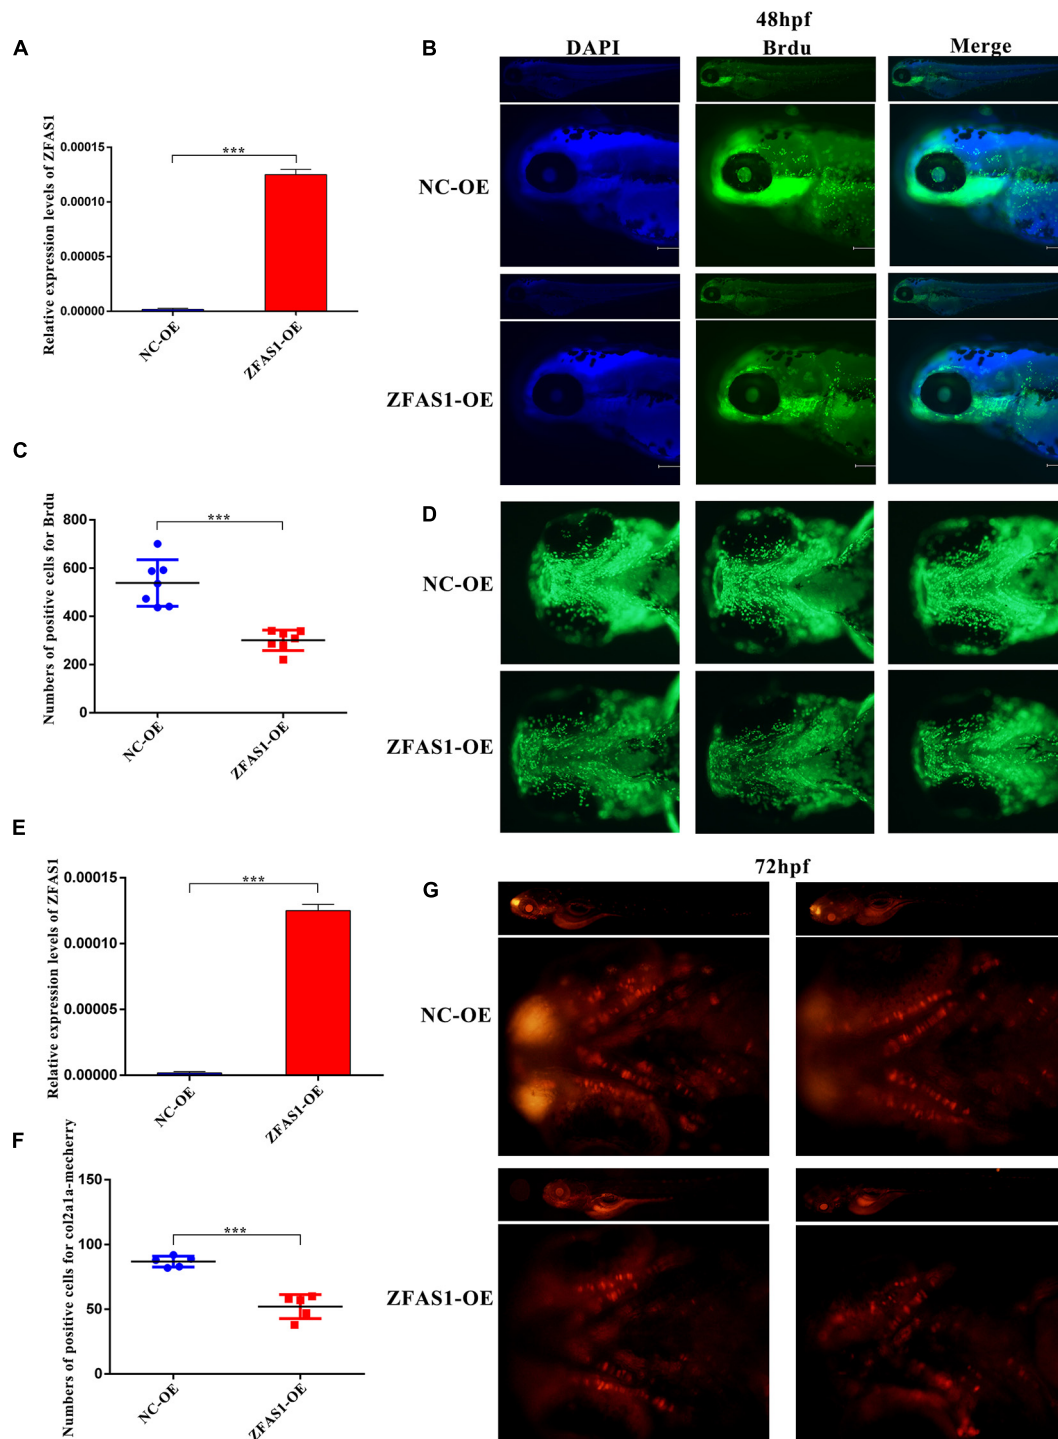 A
Relative expression levels of ZFAS1
0.00015
0.00010
0.00005
0.00000
***
NC-OE
ZFAS1-OE
B
48hpf
DAPI
Brdu
Merge
NC-OE
ZFAS1-OE
C
Numbers of positive cells for Brdu
800
600
400
200
0
***
NC-OE
ZFAS1-OE
D
NC-OE
ZFAS1-OE
E
Relative expression levels of ZFAS1
0.00015
0.00010
0.00005
0.00000
***
NC-OE
ZFAS1-OE
F
Numbers of positive cells for col2a1a-mecherry
150
100
50
0
***
NC-OE
ZFAS1-OE
G
72hpf
NC-OE
ZFAS1-OE